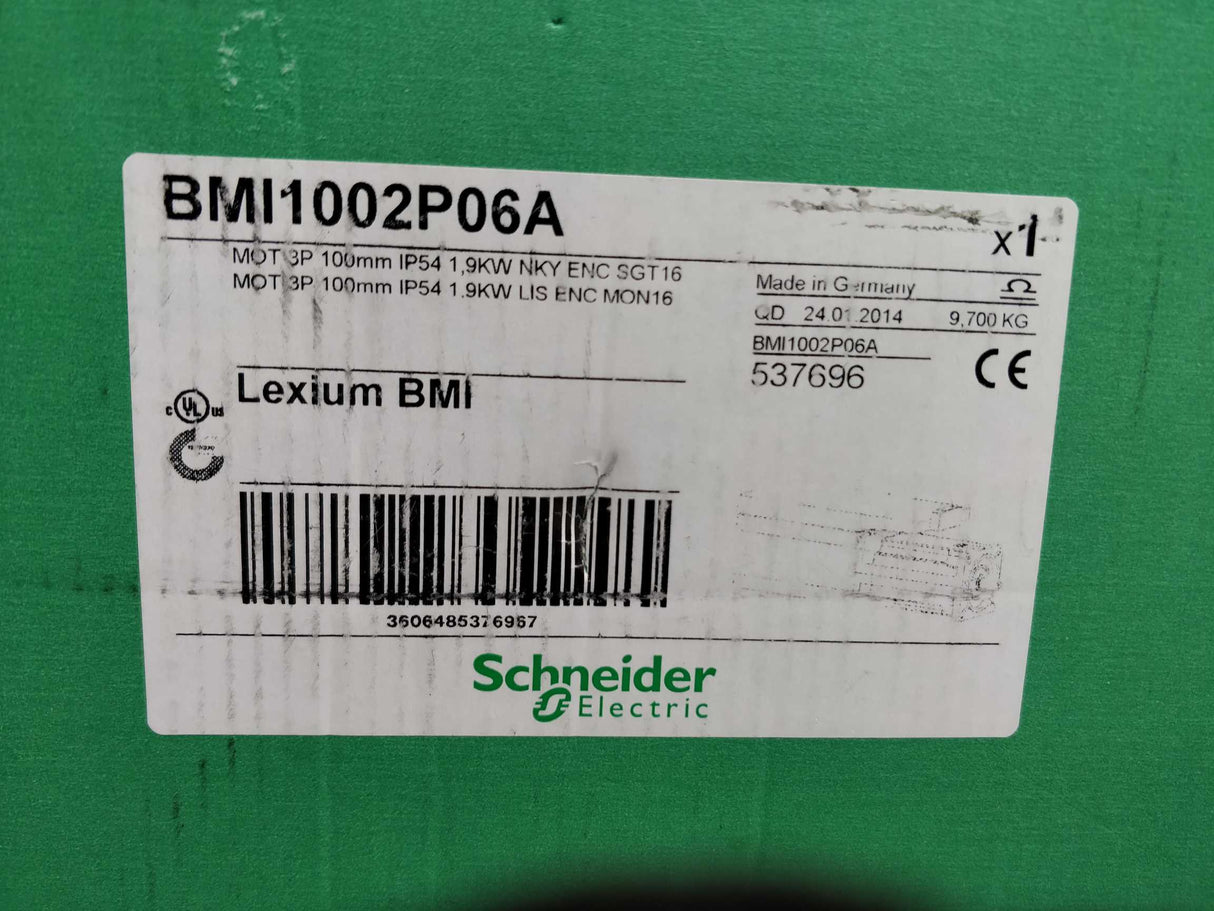 BMI1002P06A
x1
MOT 3P 100mm IP54 1,9KW NKY ENC SGT16
MOT 3P 100mm IP54 1.9KW LIS ENC MON16
Made in Germany
QD 24.01.2014 9,700 KG
BMI1002P06A
537696
CE
Lexium BMI
c UL us
3606485376967
Schneider
Electric